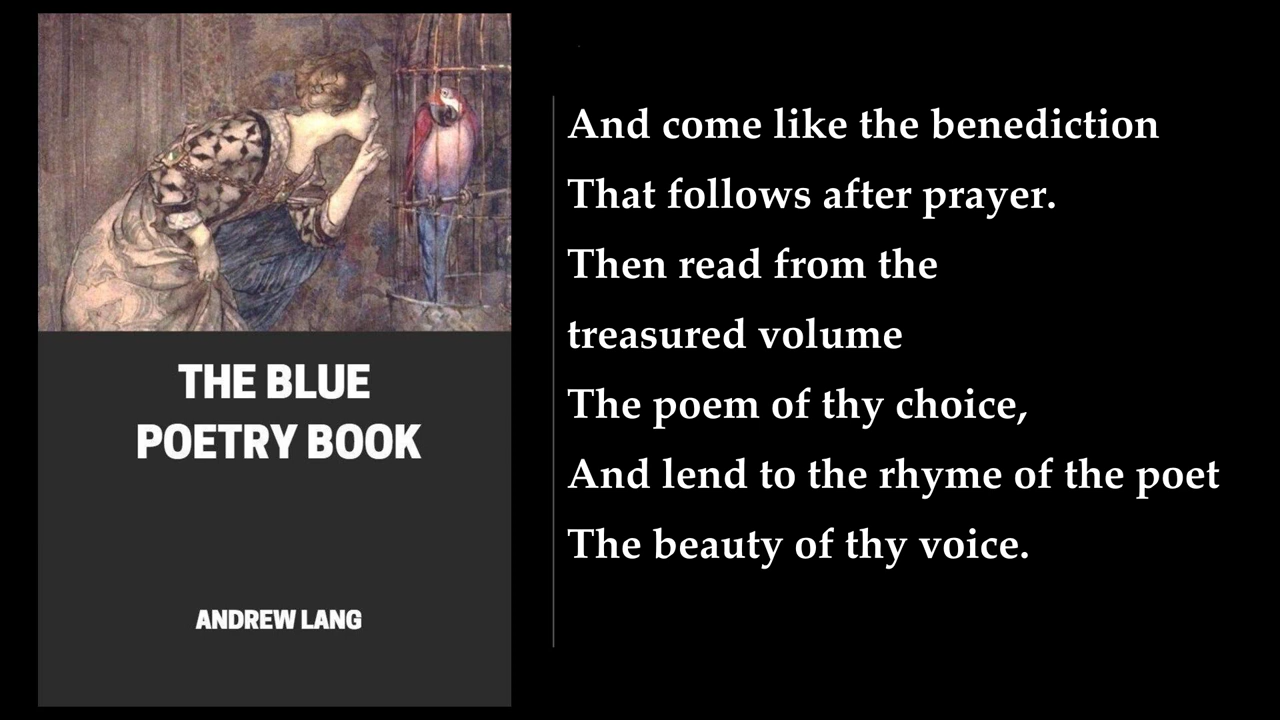 THE BLUE
POETRY BOOK
ANDREW LANG
And come like the benediction
That follows after prayer.
Then read from the
treasured volume
The poem of thy choice,
And lend to the rhyme of the poet
The beauty of thy voice.